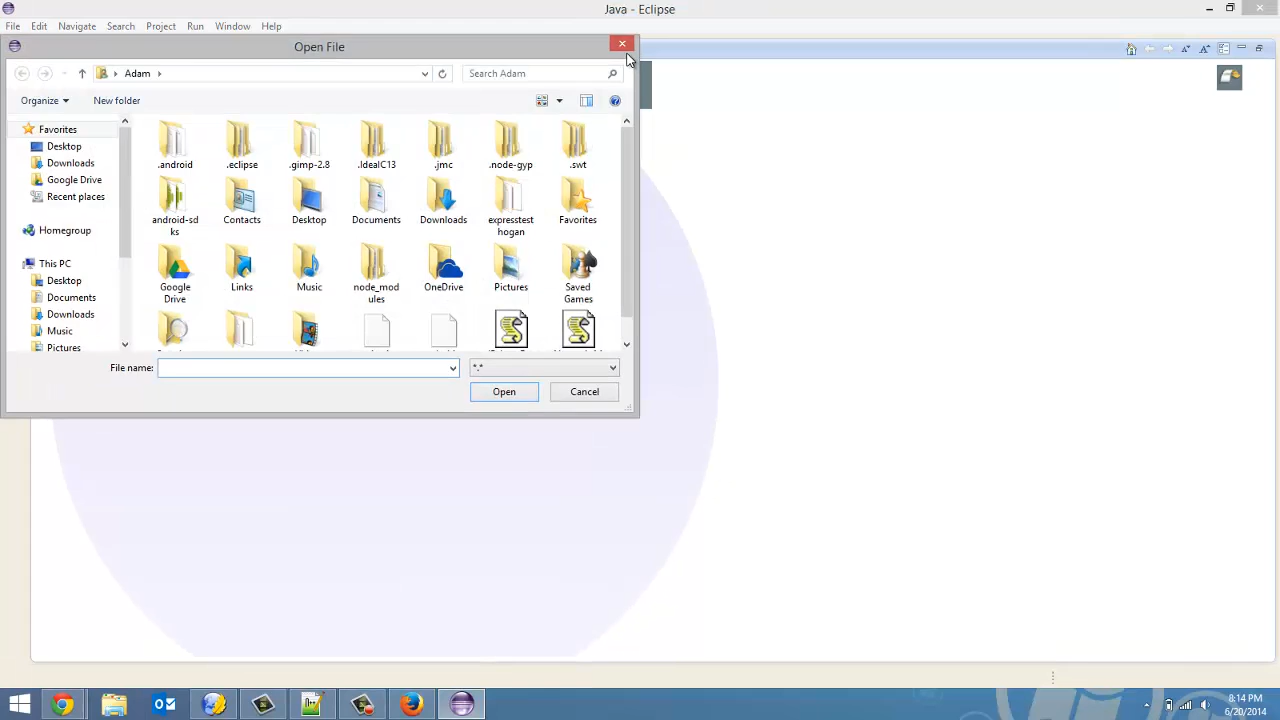 Java - Eclipse
File Edit Navigate Search Project Run Window Help
Open File
Adam
Search Adam
Organize
New folder
Favorites
Desktop
Downloads
Google Drive
Recent places
Homegroup
This PC
Desktop
Documents
Downloads
Music
Pictures
.android .eclipse .gimp-2.8 .IdeaIC13 .jmc .node-gyp .swt
android-sd
ks
Contacts Desktop Documents Downloads
expresstest
hogan
Favorites
Google
Drive
Links Music
node_mod
ules
OneDrive Pictures
Saved
Games
File name:
*.*
Open Cancel
8:14 PM
6/20/2014